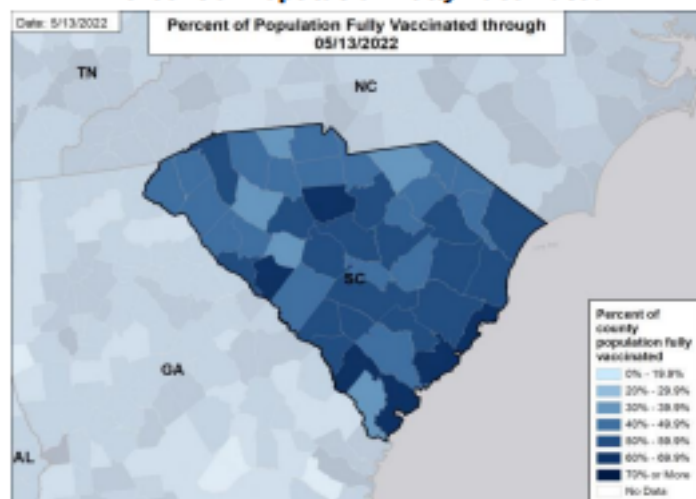 Date: 5/13/2022
Percent of Population Fully Vaccinated through
05/13/2022
TN
NC
SC
GA
AL
Percent of
county
population fully
vaccinated
0% - 19.9%
20% - 29.9%
30% - 39.9%
40% - 49.9%
50% - 59.9%
60% - 69.9%
70% or More
No Data